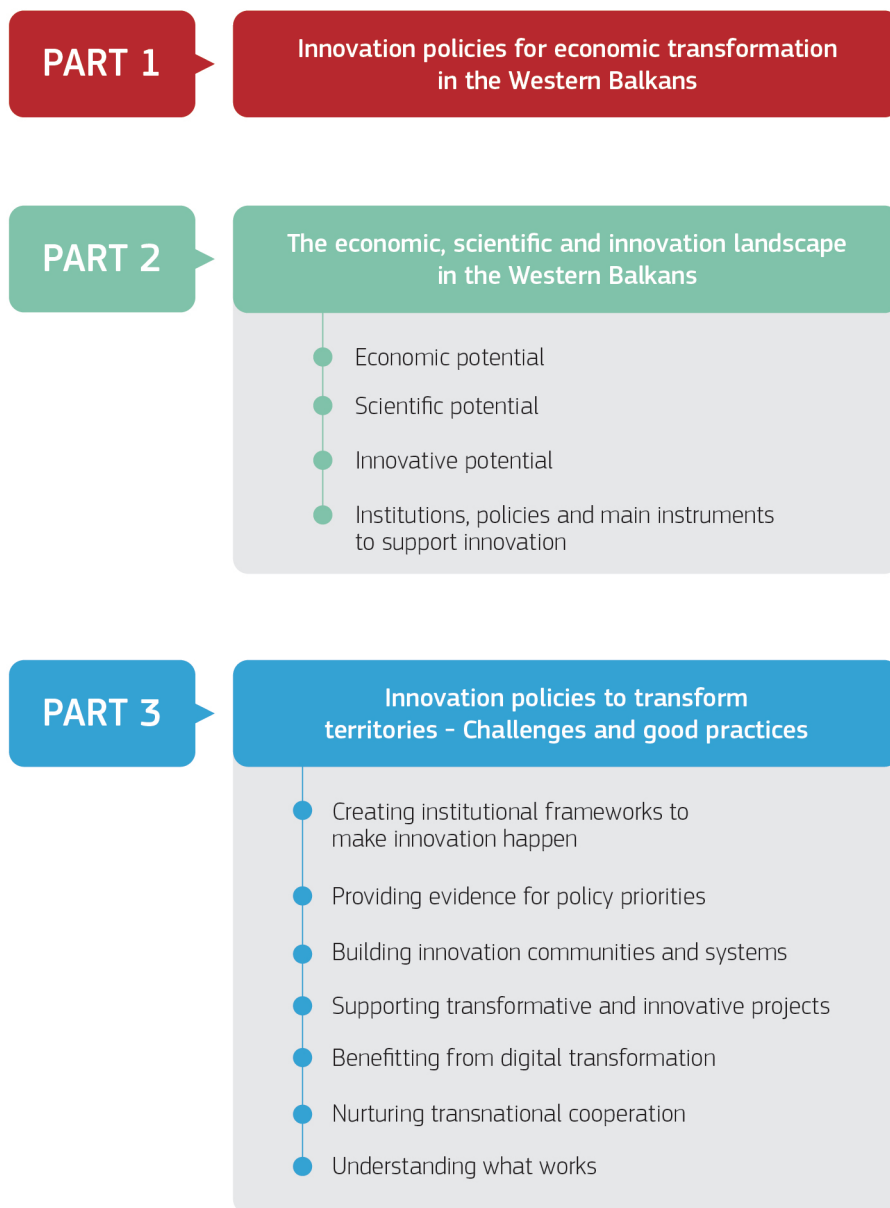 PART 1
Innovation policies for economic transformation
in the Western Balkans
PART 2
The economic, scientific and innovation landscape
in the Western Balkans
Economic potential
Scientific potential
Innovative potential
Institutions, policies and main instruments
to support innovation
PART 3
Innovation policies to transform
territories – Challenges and good practices
Creating institutional frameworks to
make innovation happen
Providing evidence for policy priorities
Building innovation communities and systems
Supporting transformative and innovative projects
Benefitting from digital transformation
Nurturing transnational cooperation
Understanding what works